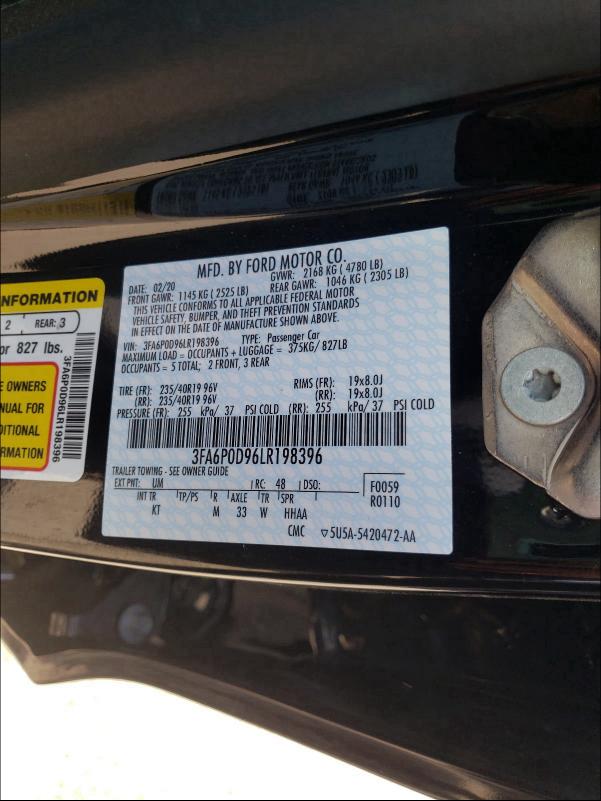 MFD. BY FORD MOTOR CO.
02/20 GVWR: 2168 KG ( 4780 LB)
FRONT GAWR: 1145 KG ( 2525 LB) REAR GAWR: 1046 KG ( 2305 LB)
THIS VEHICLE CONFORMS TO ALL APPLICABLE FEDERAL MOTOR
VEHICLE SAFETY, BUMPER, AND THEFT PREVENTION STANDARDS
IN EFFECT ON THE DATE OF MANUFACTURE SHOWN ABOVE.
VIN: 3FA6P0D96LR198396 TYPE: Passenger Car
MAXIMUM LOAD = OCCUPANTS + LUGGAGE = 375KG/ 827LB
OCCUPANTS = 5 TOTAL; 2 FRONT, 3 REAR
TIRE (FR): 235/40R19 96V RIMS (FR): 19x8.0J
(RR): 235/40R19 96V (RR): 19x8.0J
PRESSURE (FR): 255 kPa/ 37 PSI COLD (RR): 255 kPa/ 37 PSI COLD
3FA6P0D96LR198396
TRAILER TOWING - SEE OWNER GUIDE
EXT PNT: UM RC: 48 DSO: F0059
R0110
INT TR TP/PS R AXLE TR SPR
KT M 33 W HHAA
CMC ▽5U5A-5420472-AA
INFORMATION
2 REAR: 3
or 827 lbs.
OWNERS
MANUAL FOR
INFORMATION
3FA6P0D96LR198396